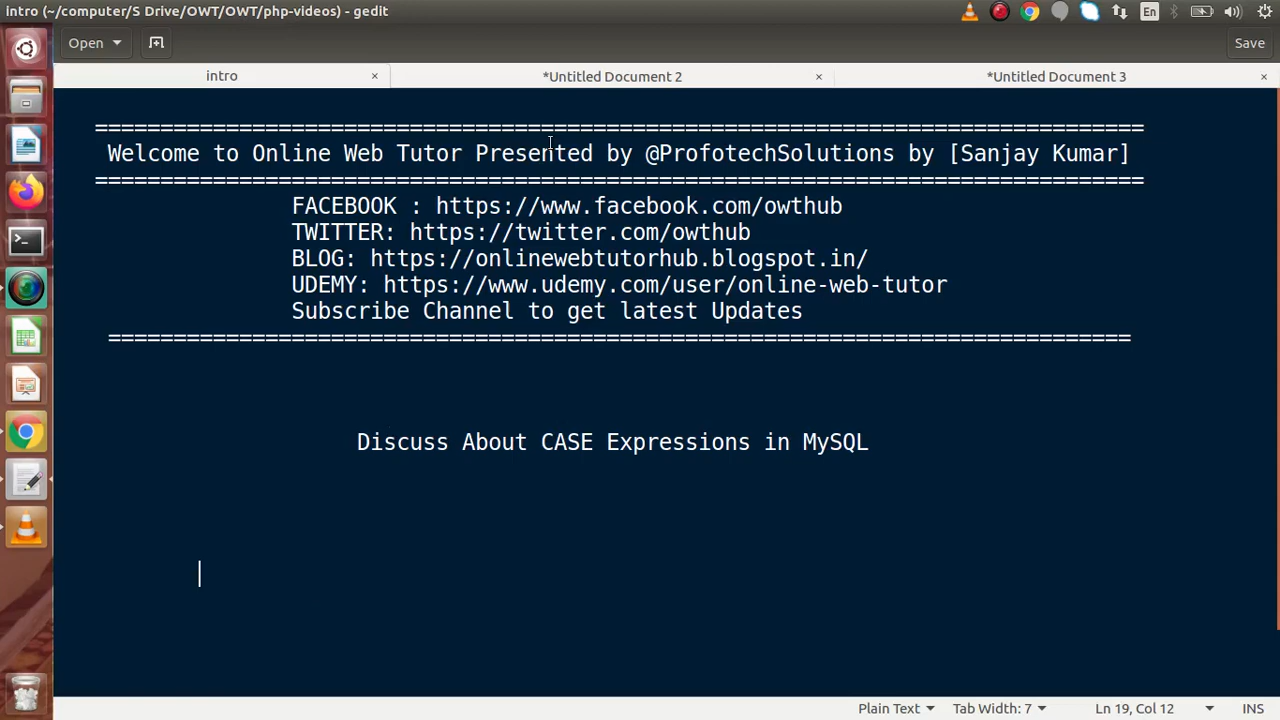 intro (~/computer/S Drive/OWT/OWT/php-videos) - gedit
En
Open
Save
intro
*Untitled Document 2
*Untitled Document 3
================================================================================
Welcome to Online Web Tutor Presented by @ProfotechSolutions by [Sanjay Kumar]
================================================================================
FACEBOOK : https://www.facebook.com/owthub
TWITTER: https://twitter.com/owthub
BLOG: https://onlinewebtutorhub.blogspot.in/
UDEMY: https://www.udemy.com/user/online-web-tutor
Subscribe Channel to get latest Updates
==============================================================================
Discuss About CASE Expressions in MySQL
Plain Text
Tab Width: 7
Ln 19, Col 12
INS